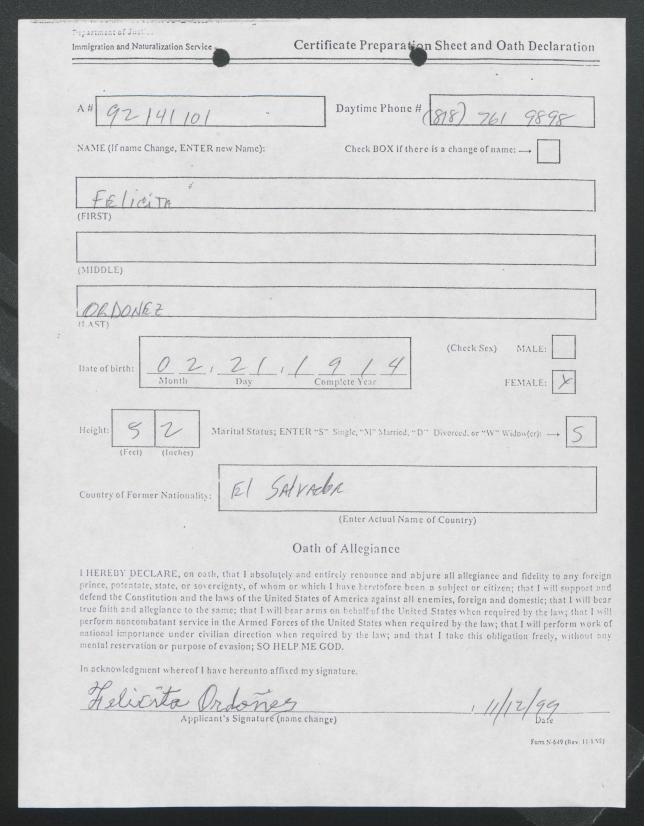 Department of Justice
Immigration and Naturalization Service
Certificate Preparation Sheet and Oath Declaration
A# 92 141 101
Daytime Phone # (818) 761 9898
NAME (If name Change, ENTER new Name):
Check BOX if there is a change of name: →
FELICITA
(FIRST)
(MIDDLE)
ORDONEZ
(LAST)
(Check Sex) MALE:
Date of birth: 02, 21, 1914
Month Day Complete Year
FEMALE: X
Height: 5 2
(Feet) (Inches)
Marital Status; ENTER "S" Single, "M" Married, "D" Divorced, or "W" Widow(er): → S
Country of Former Nationality: El SAlVAdoR
(Enter Actual Name of Country)
Oath of Allegiance
I HEREBY DECLARE, on oath, that I absolutely and entirely renounce and abjure all allegiance and fidelity to any foreign
prince, potentate, state, or sovereignty, of whom or which I have heretofore been a subject or citizen; that I will support and
defend the Constitution and the laws of the United States of America against all enemies, foreign and domestic; that I will bear
true faith and allegiance to the same; that I will bear arms on behalf of the United States when required by the law; that I will
perform noncombatant service in the Armed Forces of the United States when required by the law; that I will perform work of
national importance under civilian direction when required by the law; and that I take this obligation freely, without any
mental reservation or purpose of evasion; SO HELP ME GOD.
In acknowledgment whereof I have hereunto affixed my signature.
Felicita Ordoñes
11/12/99
Applicant's Signature (name change)
Date
Form N-649 (Rev.